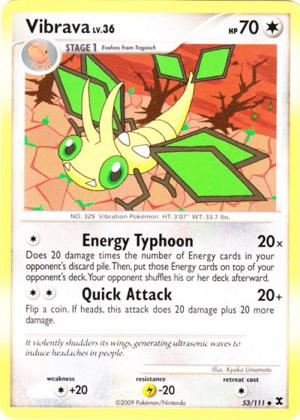 Vibrava LV.36
HP 70
STAGE 1 Evolves from Trapinch
NO. 329 Vibration Pokémon HT: 3'07" WT: 33.7 lbs.
Energy Typhoon 20×
Does 20 damage times the number of Energy cards in your
opponent's discard pile. Then, put those Energy cards on top of your
opponent's deck. Your opponent shuffles his or her deck afterward.
Quick Attack 20+
Flip a coin. If heads, this attack does 20 damage plus 20 more
damage.
It violently shudders its wings, generating ultrasonic waves to
induce headaches in people.
Illus. Kyoko Umemoto
weakness resistance retreat cost
+20 -20
©2009 Pokémon/Nintendo 53/111